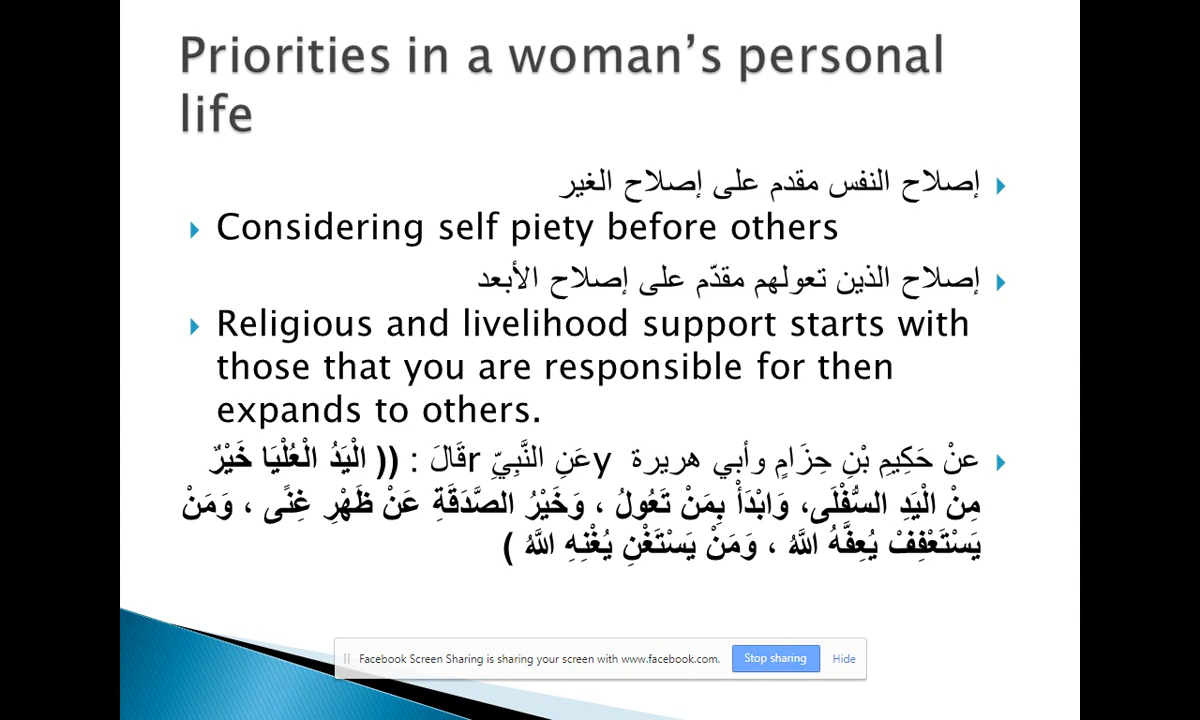 Priorities in a woman’s personal
life
إصلاح النفس مقدم على إصلاح الغير
Considering self piety before others
إصلاح الذين تعولهم مقدّم على إصلاح الأبعد
Religious and livelihood support starts with
those that you are responsible for then
expands to others.
عنْ حَكِيمِ بْنِ حِزَامٍ وأبي هريرة y عَنِ النَّبِيِّ r قَالَ : (( الْيَدُ الْعُلْيَا خَيْرٌ
مِنْ الْيَدِ السُّفْلَى، وَابْدَأْ بِمَنْ تَعُولُ ، وَخَيْرُ الصَّدَقَةِ عَنْ ظَهْرِ غِنًى ، وَمَنْ
يَسْتَعْفِفْ يُعِفَّهُ اللَّهُ ، وَمَنْ يَسْتَغْنِ يُغْنِهِ اللَّهُ )
Facebook Screen Sharing is sharing your screen with www.facebook.com. Stop sharing Hide